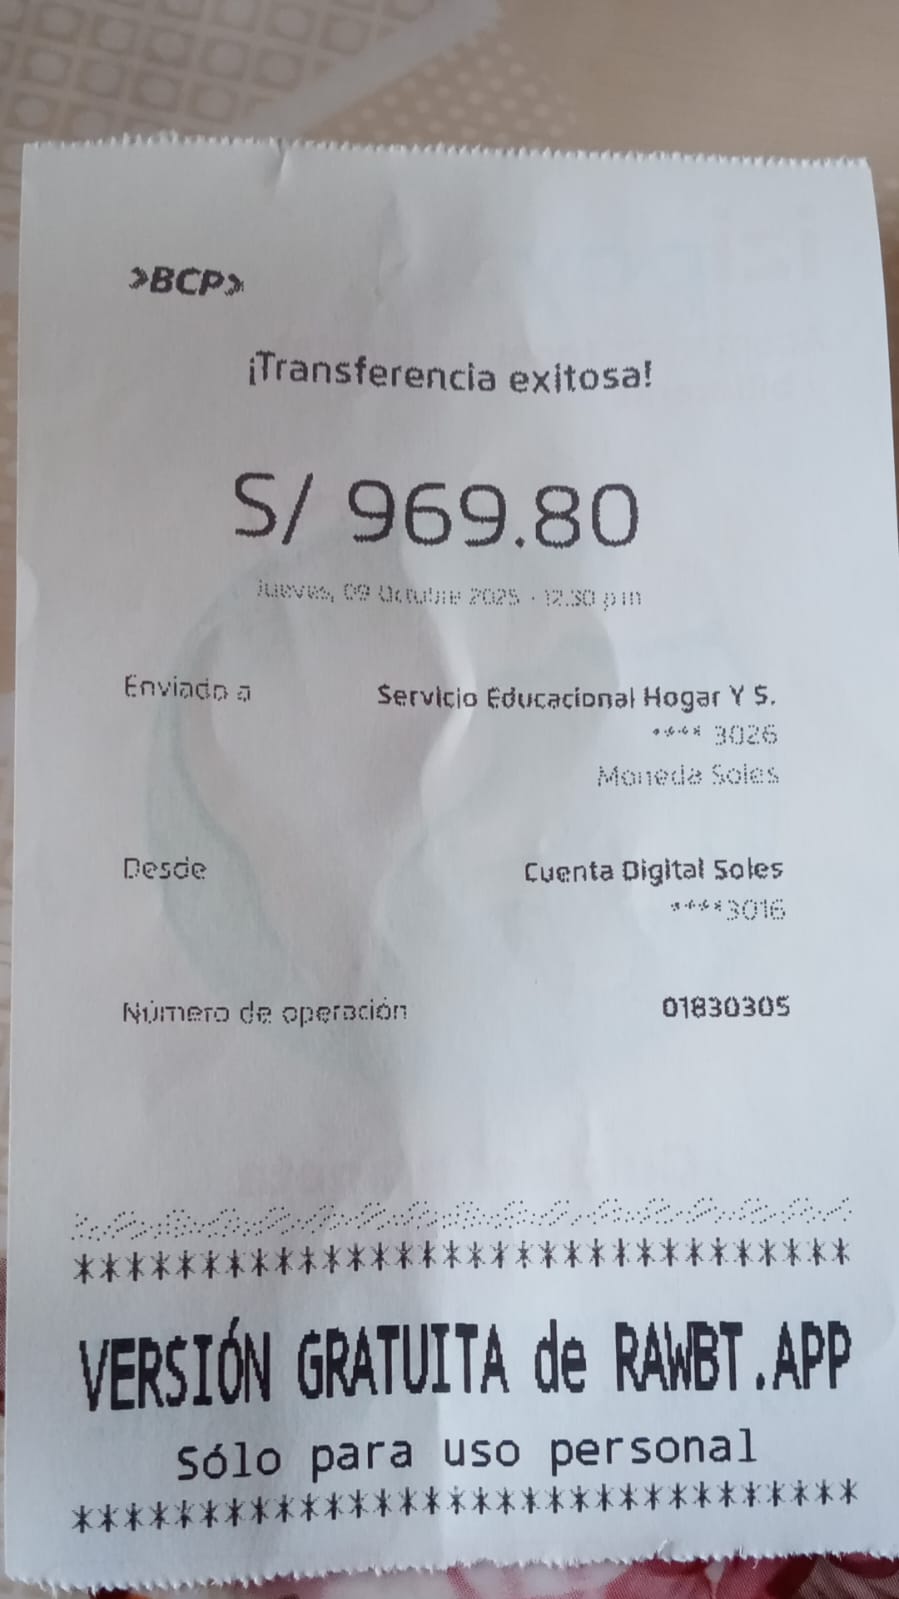 >BCP>
¡Transferencia exitosa!
S/ 969.80
Jueves, 09 Octubre 2025 - 12:30 pm
Enviado a
Servicio Educacional Hogar Y S.
**** 3026
Moneda Soles
Desde
Cuenta Digital Soles
****3016
Número de operación
01830305
*******************************
VERSIÓN GRATUITA de RAWBT.APP
Sólo para uso personal
*******************************